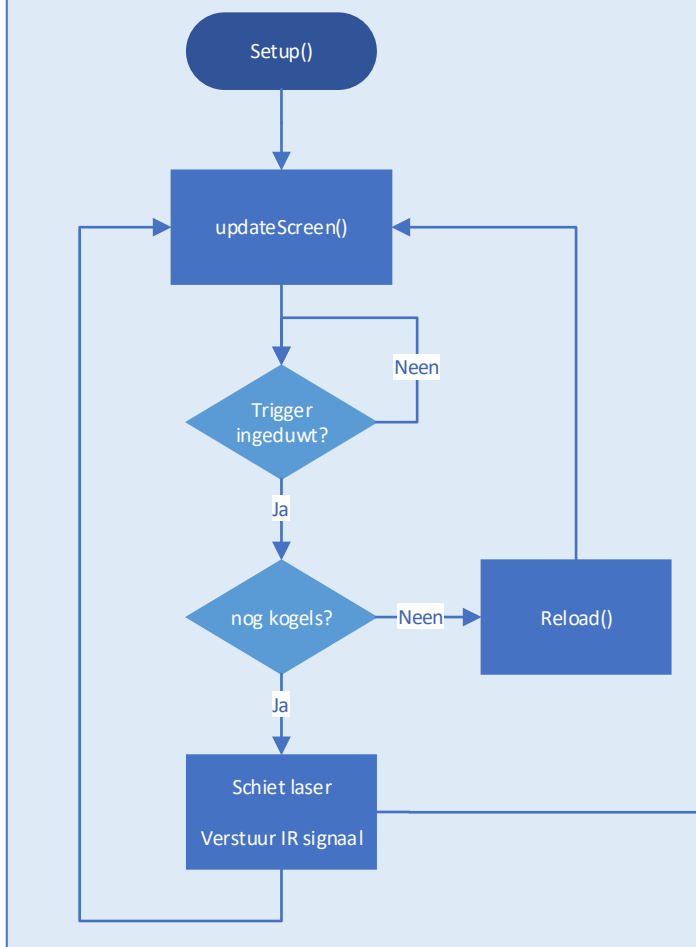 Setup()
updateScreen()
Neen
Trigger
ingeduwt?
Ja
nog kogels?
Neen
Reload()
Ja
Schiet laser
Verstuur IR signaal